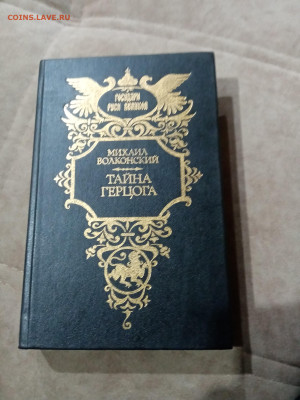 COINS.LAVE.RU
ГОСУДАРИ
РУСИ ВЕЛИКОЙ
МИХАИЛ
ВОЛКОНСКИЙ
ТАЙНА
ГЕРЦОГА